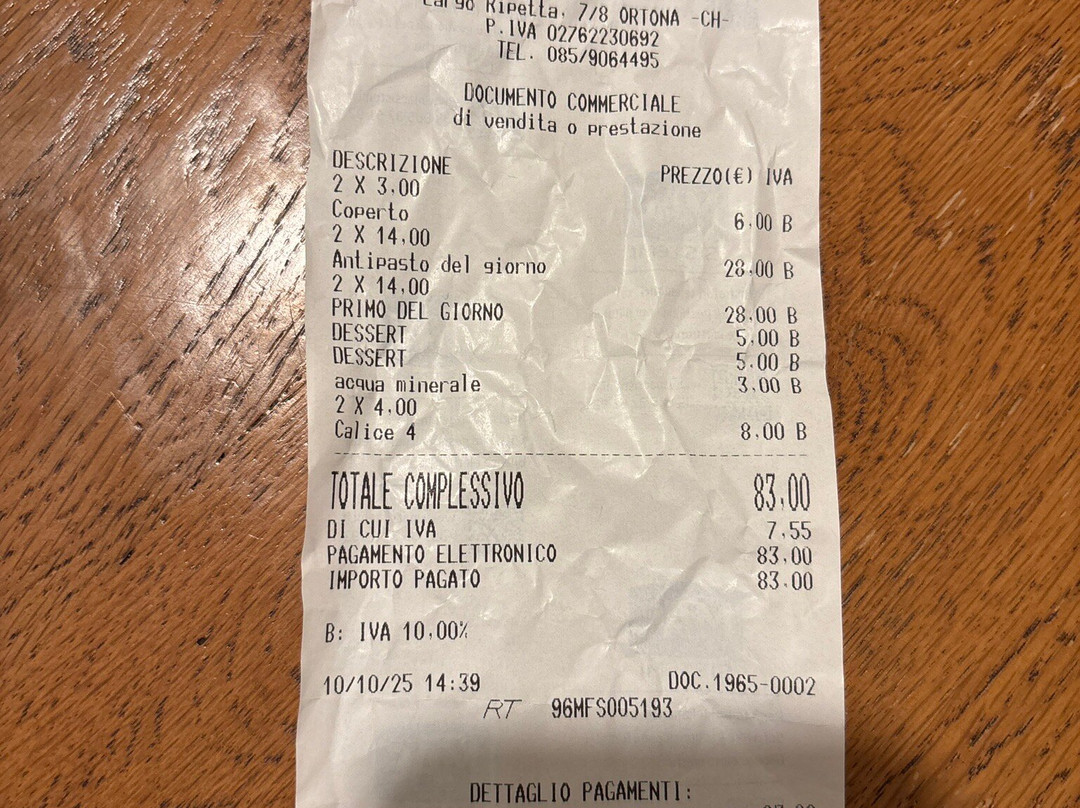 Largo Ripetta, 7/8 ORTONA -CH-
P.IVA 02762230692
TEL. 085/9064495
DOCUMENTO COMMERCIALE
di vendita o prestazione
DESCRIZIONE PREZZO(€) IVA
2 X 3,00
Coperto 6,00 B
2 X 14,00
Antipasto del giorno 28,00 B
2 X 14,00
PRIMO DEL GIORNO 28,00 B
DESSERT 5,00 B
DESSERT 5,00 B
acqua minerale 3,00 B
2 X 4,00
Calice 4 8,00 B
TOTALE COMPLESSIVO 83,00
DI CUI IVA 7,55
PAGAMENTO ELETTRONICO 83,00
IMPORTO PAGATO 83,00
B: IVA 10,00%
10/10/25 14:39 DOC.1965-0002
RT 96MFS005193
DETTAGLIO PAGAMENTI: